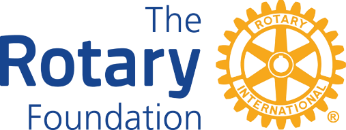 The
Rotary
Foundation
ROTARY
INTERNATIONAL
®